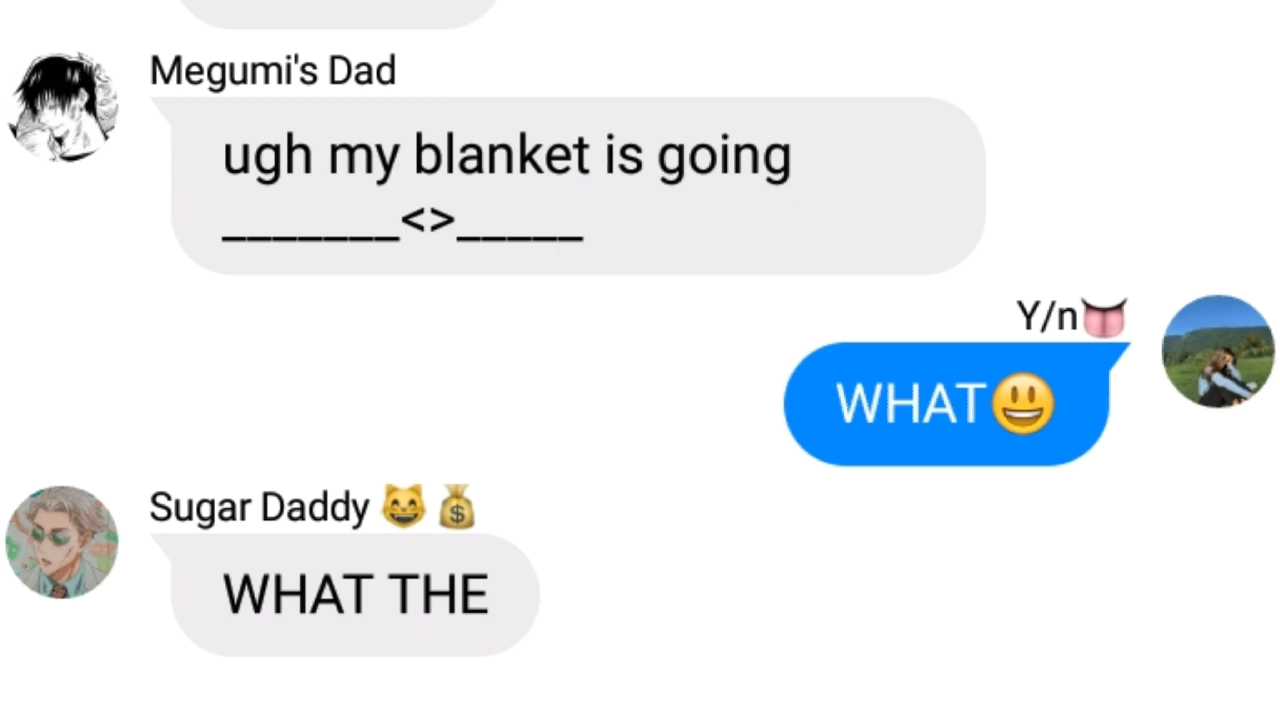 Megumi's Dad
ugh my blanket is going
_______<>_____
Y/n👅
WHAT😃
Sugar Daddy 😸 💰
WHAT THE